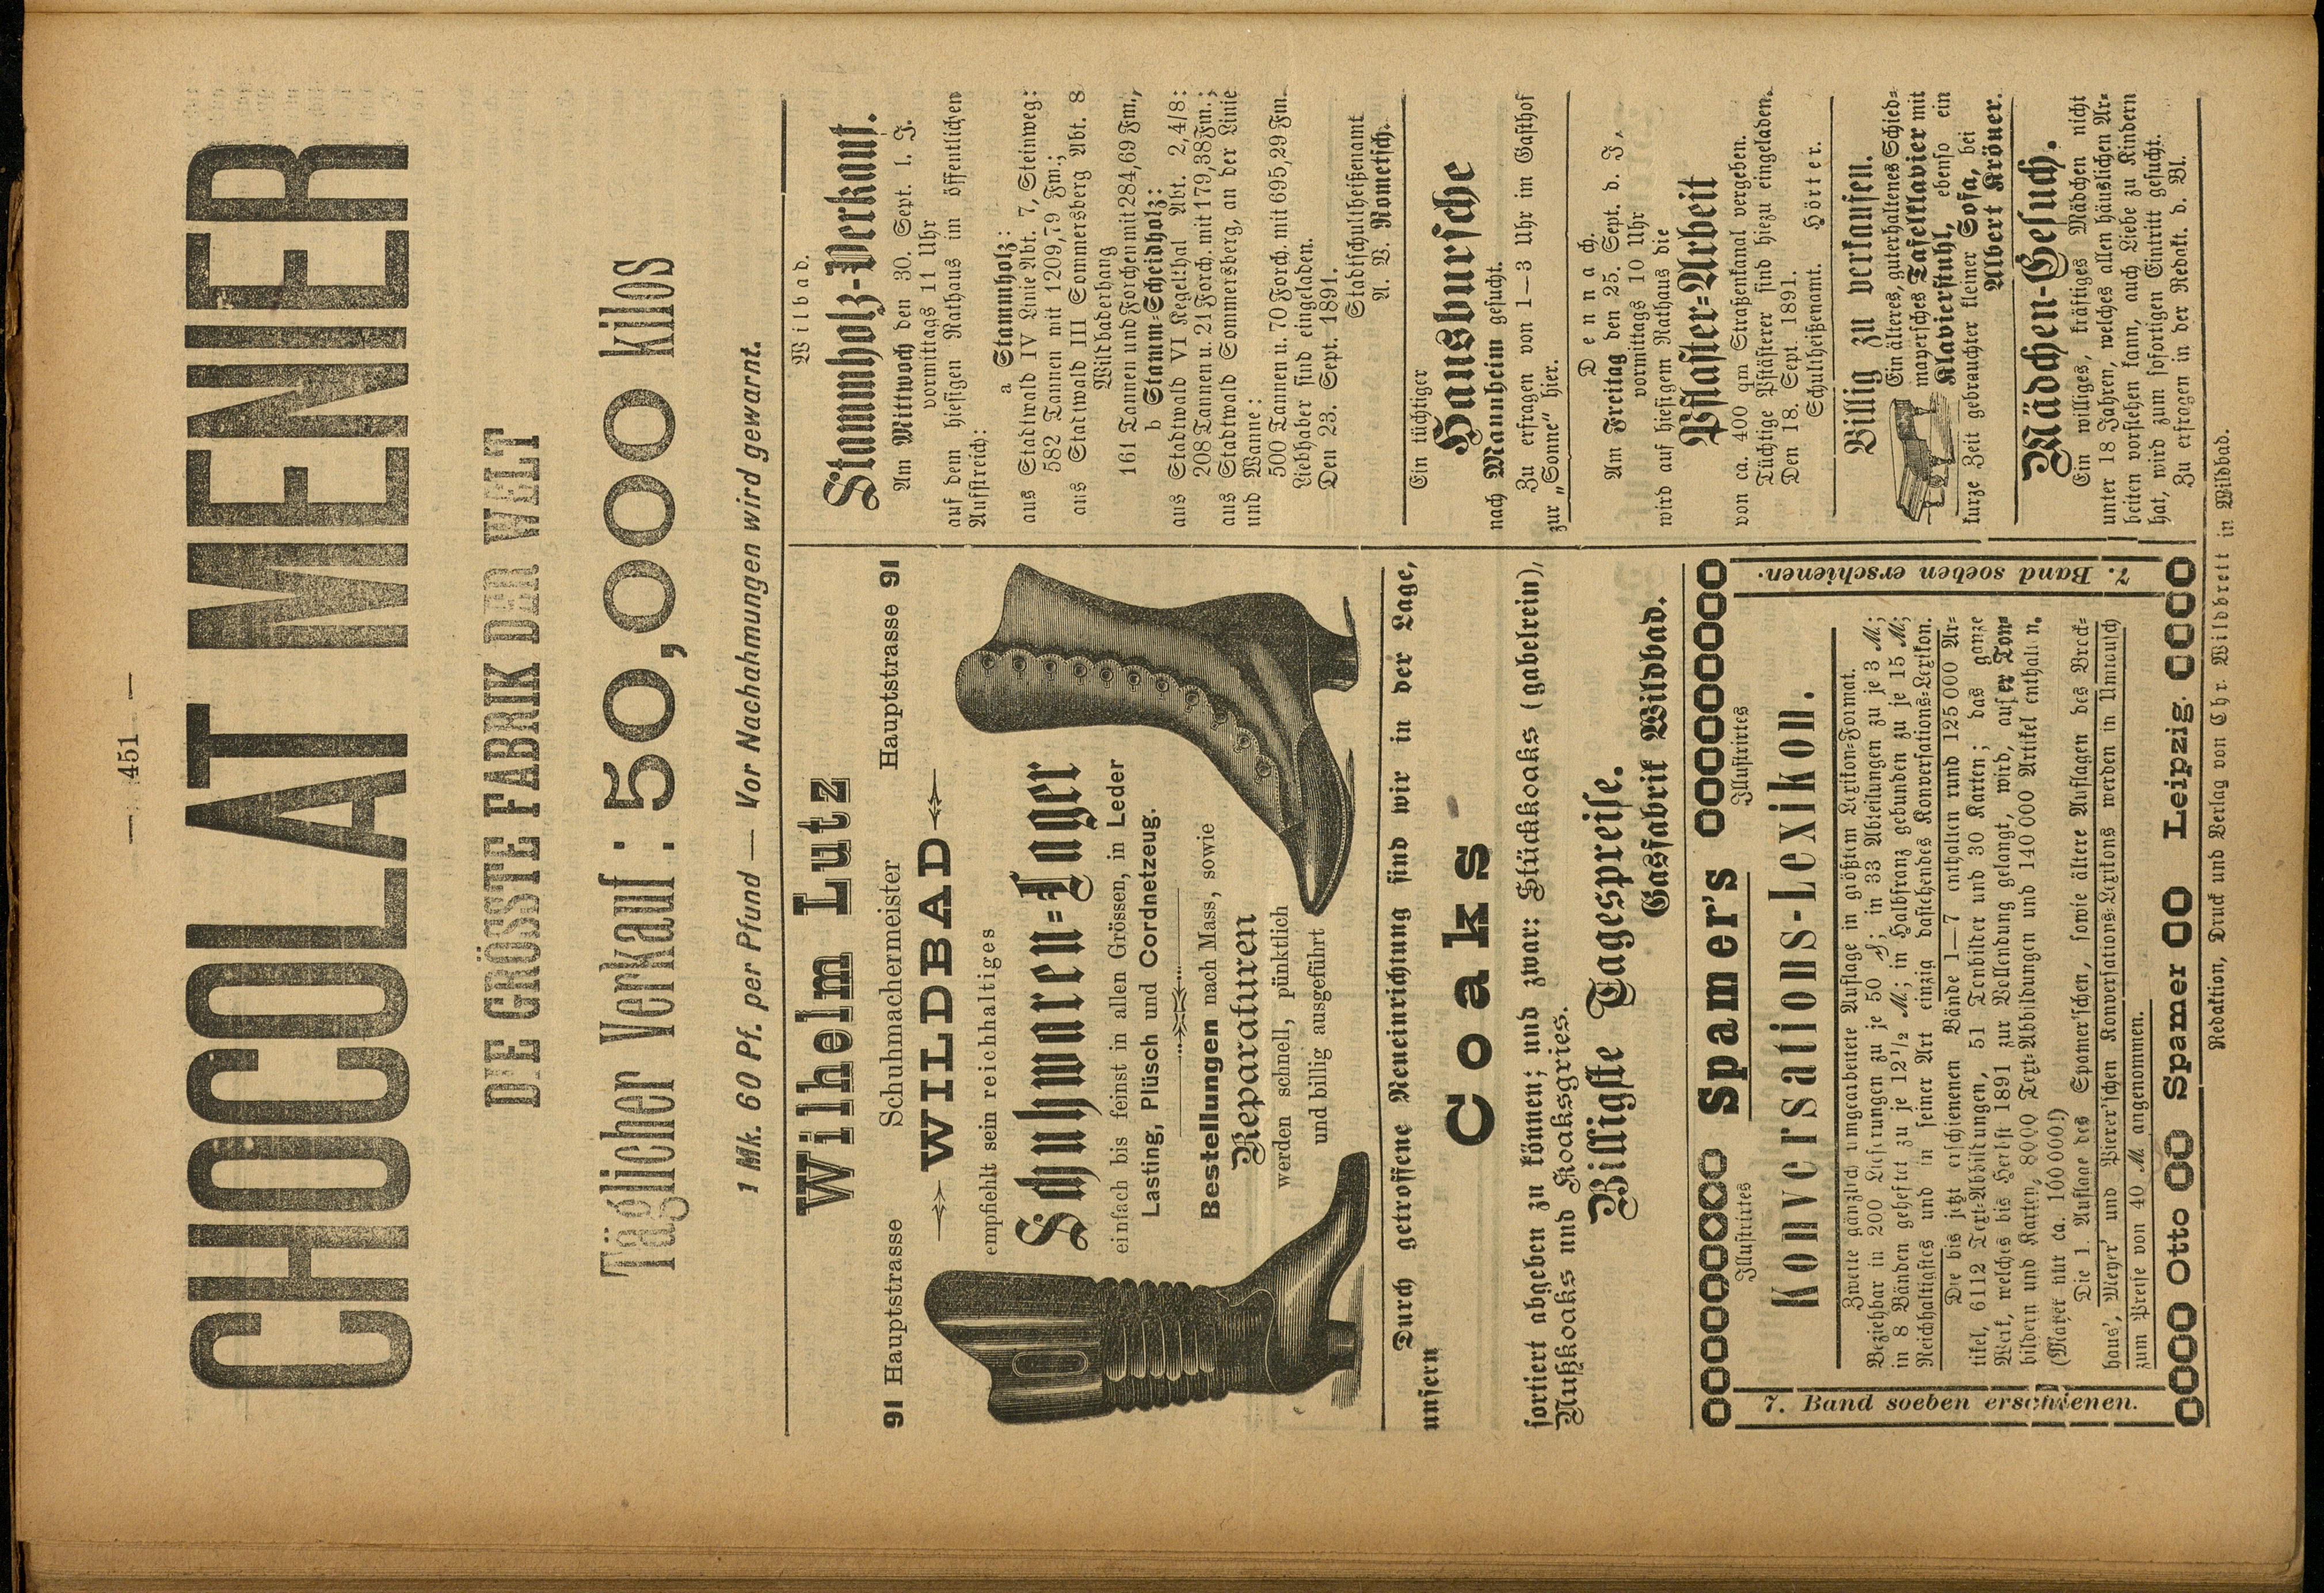 — 451 —
CHOCOLAT MENIER
DIE GRÖSSTE FABRIK DER WELT
Täglicher Verkauf: 50,000 kilos
1 Mk. 60 Pf. per Pfund — Vor Nachahmungen wird gewarnt.
Wilhelm Lutz
91 Hauptstrasse Schuhmachermeister Hauptstrasse 91
WILDBAD
empfiehlt sein reichhaltiges
Schuhwaren-Lager
einfach bis feinst in allen Grössen, in Leder
Lasting, Plüsch und Cordnetzeug.
Bestellungen nach Mass, sowie
Reparaturen
werden schnell, pünktlich
und billig ausgeführt
Durch getroffene Neueinrichtung sind wir in der Lage,
unsern
Coaks
sortiert abgeben zu können; und zwar: Stückkoaks (gabelrein),
Nußkoaks und Koaksgries.
Billigste Tagespreise.
Gasfabrik Wildbad.
Illustrirtes Spamer's Illustrirtes
Konversations-Lexikon.
Zweite gänzlich umgearbeitete Auflage in größtem Lexikon-Format.
Beziehbar in 200 Lieferungen zu je 50 ₰; in 33 Abteilungen zu je 3 M.;
in 8 Bänden geheftet zu je 12½ M.; in Halbfranz gebunden zu je 15 M.;
Reichhaltigstes und in seiner Art einzig dastehendes Konversations-Lexikon.
Die bis jetzt erschienenen Bände 1—7 enthalten rund 125 000 Ar-
tikel, 6112 Text-Abbildungen, 51 Tonbilder und 30 Karten; das ganze
Werk, welches bis Herbst 1891 zur Vollendung gelangt, wird, außer Ton-
bildern und Karten, 8000 Text-Abbildungen und 140 000 Artikel enthalten.
(Mayer nur ca. 100 000!)
Die 1. Auflage des Spamer'schen, sowie ältere Auflagen des Brock-
haus', Meyer' und Pierer'schen Konversations-Lexikons werden in Umtausch
zum Preise von 40 M. angenommen.
7. Band soeben erschienen.
7. Band soeben erschienen.
Otto Spamer Leipzig.
Wilbad.
Stammholz-Verkauf.
Am Mittwoch den 30. Sept. l. J.
vormittags 11 Uhr
auf dem hiesigen Rathaus im öffentlichen
Aufstreich:
a Stammholz:
aus Stadtwald IV Linie Abt. 7, Steinweg:
582 Tannen mit 1209,79 Fm.;
aus Stadtwald III Sommersberg Abt. 8
Wildbaderhang
161 Tannen und Forchen mit 284,69 Fm.,
b Stamm-Scheidholz:
aus Stadtwald VI Kegelthal Abt. 2, 4/8:
208 Tannen u. 21 Forch. mit 179,38 Fm.;
aus Stadtwald Sommersberg, an der Linie
und Wanne:
500 Tannen u. 70 Forch. mit 695,29 Fm.
Liebhaber sind eingeladen.
Den 23. Sept. 1891.
Stadtschultheißenamt
A. V. Rometsch.
Ein tüchtiger
Hausbursche
nach Mannheim gesucht.
Zu erfragen von 1—3 Uhr im Gasthof
zur „Sonne“ hier.
Dennach.
Am Freitag den 25. Sept. d. J.,
vormittags 10 Uhr
wird auf hiesigem Rathaus die
Pflaster-Arbeit
von ca. 400 qm Straßenkanal vergeben.
Tüchtige Pfästerer sind hiezu eingeladen.
Den 18. Sept. 1891.
Schultheißenamt. Hörter.
Billig zu verkaufen.
Ein älteres, guterhaltenes Schied-
mayersches Tafelklavier mit
Klavierstuhl, ebenso ein
kurze Zeit gebrauchter kleiner Sofa, bei
Albert Kröner.
Mädchen-Gesuch.
Ein williges, kräftiges Mädchen nicht
unter 18 Jahren, welches allen häuslichen Ar-
beiten vorstehen kann, auch Liebe zu Kindern
hat, wird zum sofortigen Eintritt gesucht.
Zu erfragen in der Redakt. d. Bl.
Redaktion, Druck und Verlag von Chr. Wildbrett in Wildbad.